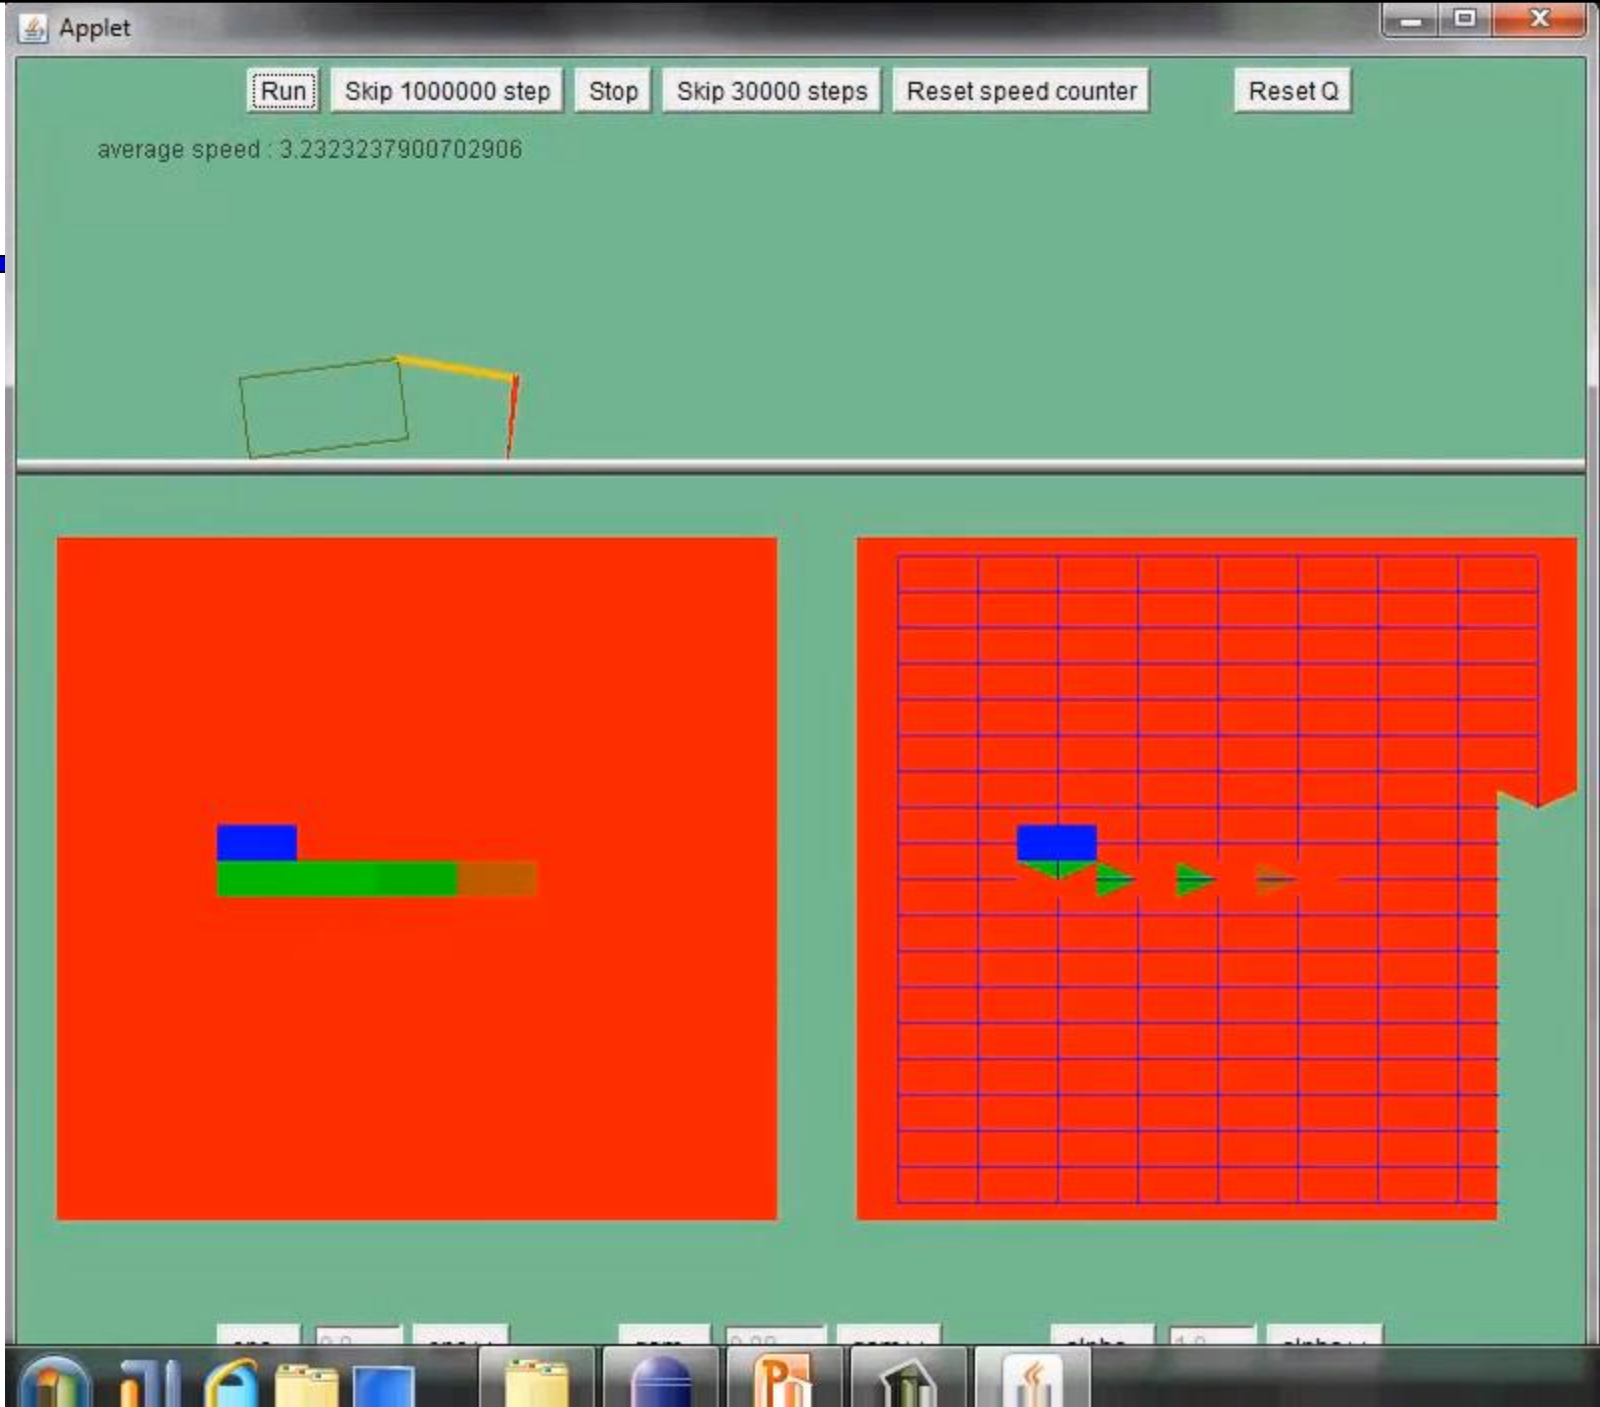 Applet
Run Skip 1000000 step Stop Skip 30000 steps Reset speed counter Reset Q
average speed : 3.2323237900702906
P